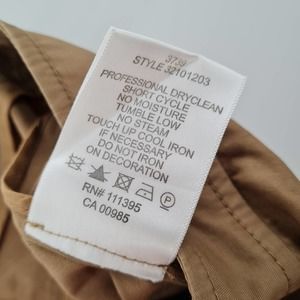 3739
STYLE 32101203
PROFESSIONAL DRYCLEAN
SHORT CYCLE
NO MOISTURE
TUMBLE LOW
NO STEAM
TOUCH UP COOL IRON
IF NECESSARY
DO NOT IRON
ON DECORATION
P
RN# 111395
CA 00985